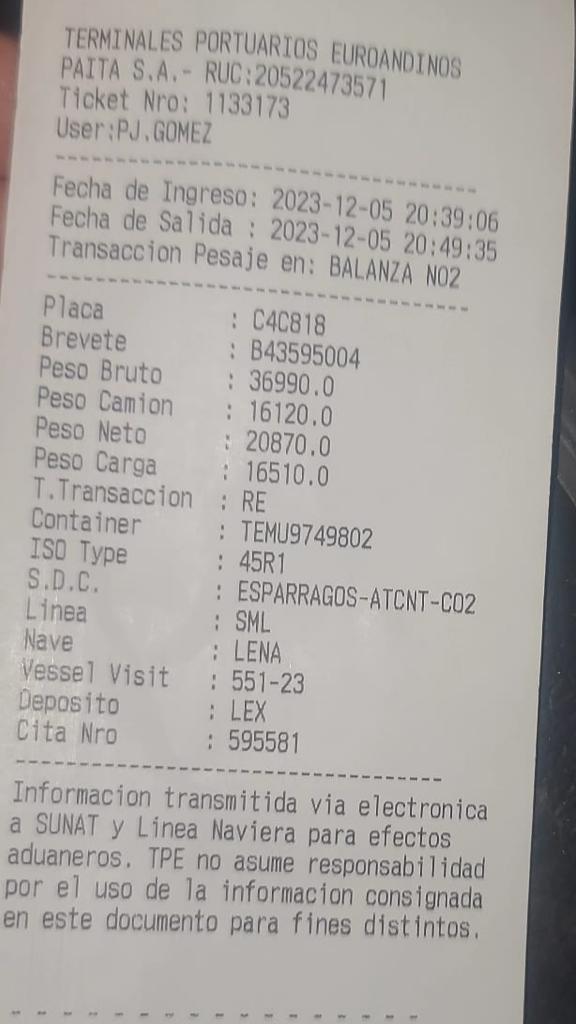 TERMINALES PORTUARIOS EUROANDINOS
PAITA S.A.- RUC:20522473571
Ticket Nro: 1133173
User:PJ.GOMEZ
------------------------------------
Fecha de Ingreso: 2023-12-05 20:39:06
Fecha de Salida : 2023-12-05 20:49:35
Transaccion Pesaje en: BALANZA NO2
------------------------------------
Placa : C4C818
Brevete : B43595004
Peso Bruto : 36990.0
Peso Camion : 16120.0
Peso Neto : 20870.0
Peso Carga : 16510.0
T.Transaccion : RE
Container : TEMU9749802
ISO Type : 45R1
S.D.C. : ESPARRAGOS-ATCNT-CO2
Linea : SML
Nave : LENA
Vessel Visit : 551-23
Deposito : LEX
Cita Nro : 595581
------------------------------------
Informacion transmitida via electronica
a SUNAT y Linea Naviera para efectos
aduaneros. TPE no asume responsabilidad
por el uso de la informacion consignada
en este documento para fines distintos.
- - - - - - - - - - - - - - - - - -